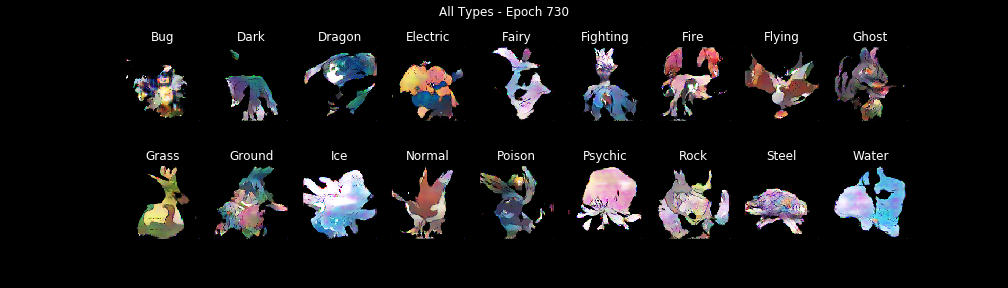 All Types - Epoch 730
Bug Dark Dragon Electric Fairy Fighting Fire Flying Ghost
Grass Ground Ice Normal Poison Psychic Rock Steel Water